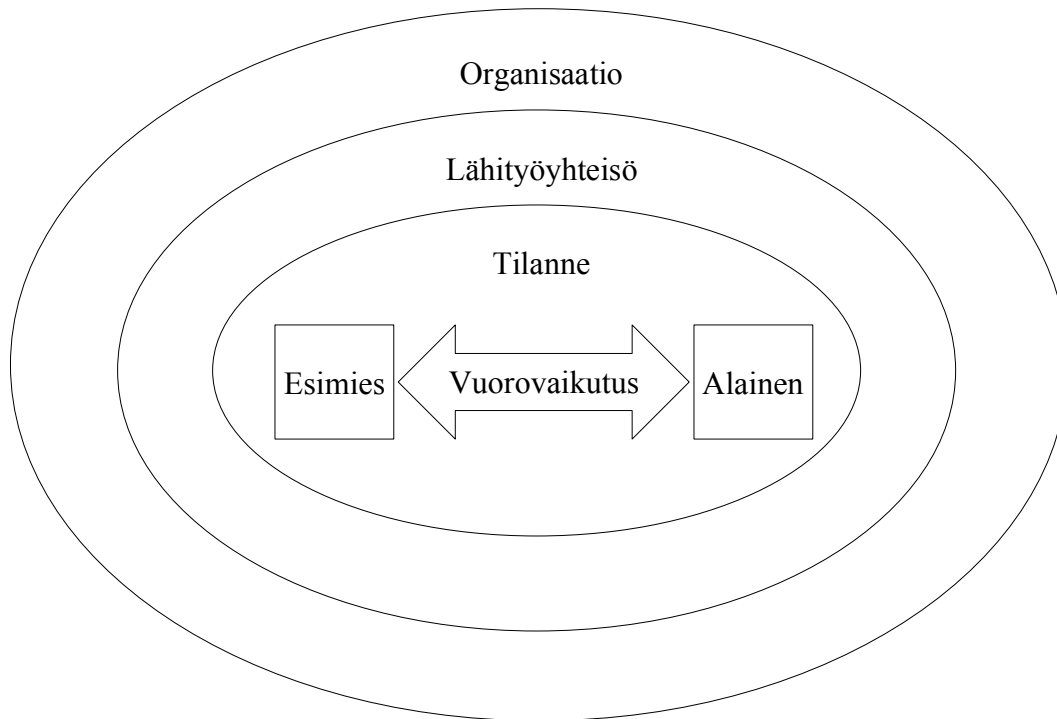 Organisaatio
Lähityöyhteisö
Tilanne
Esimies
Vuorovaikutus
Alainen